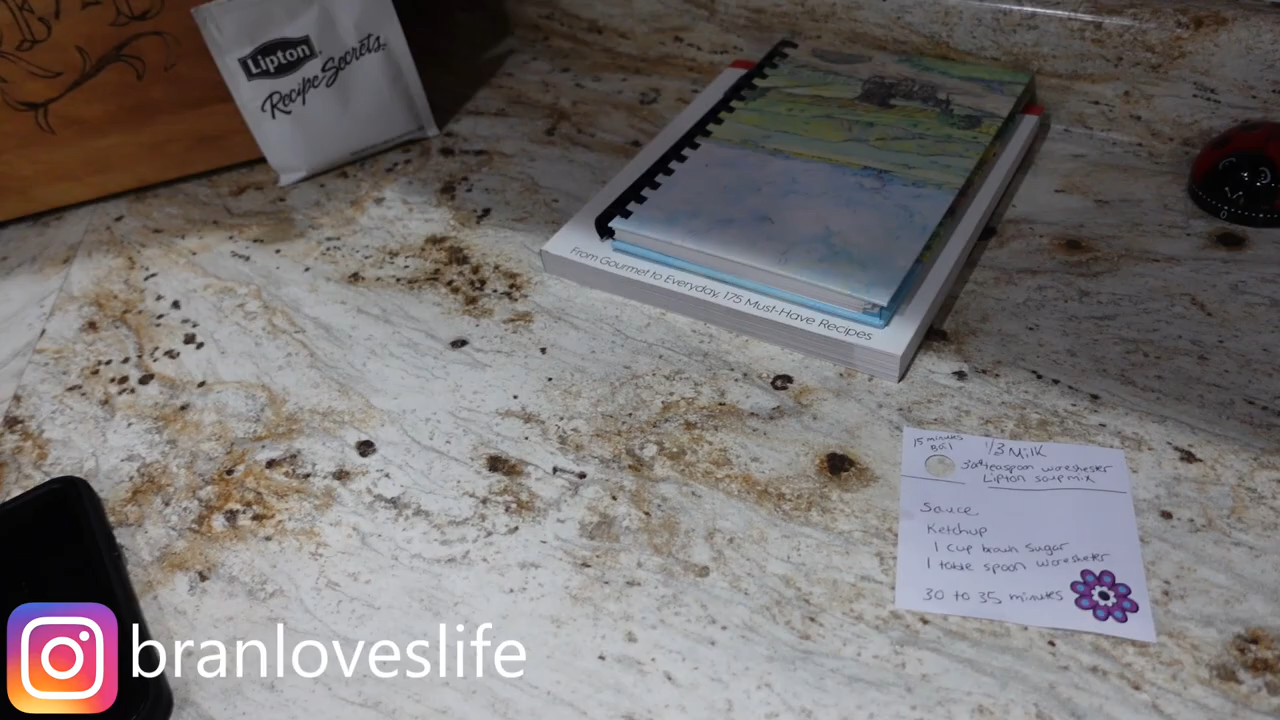 Lipton
Recipe Secrets
From Gourmet to Everyday, 175 Must-Have Recipes
15 minutes
Boil
1/3 Milk
teaspoon woreshester
Lipton soup mix
Sauce
Ketchup
1 cup brown Sugar
1 table spoon woreshester
30 to 35 minutes
branloveslife